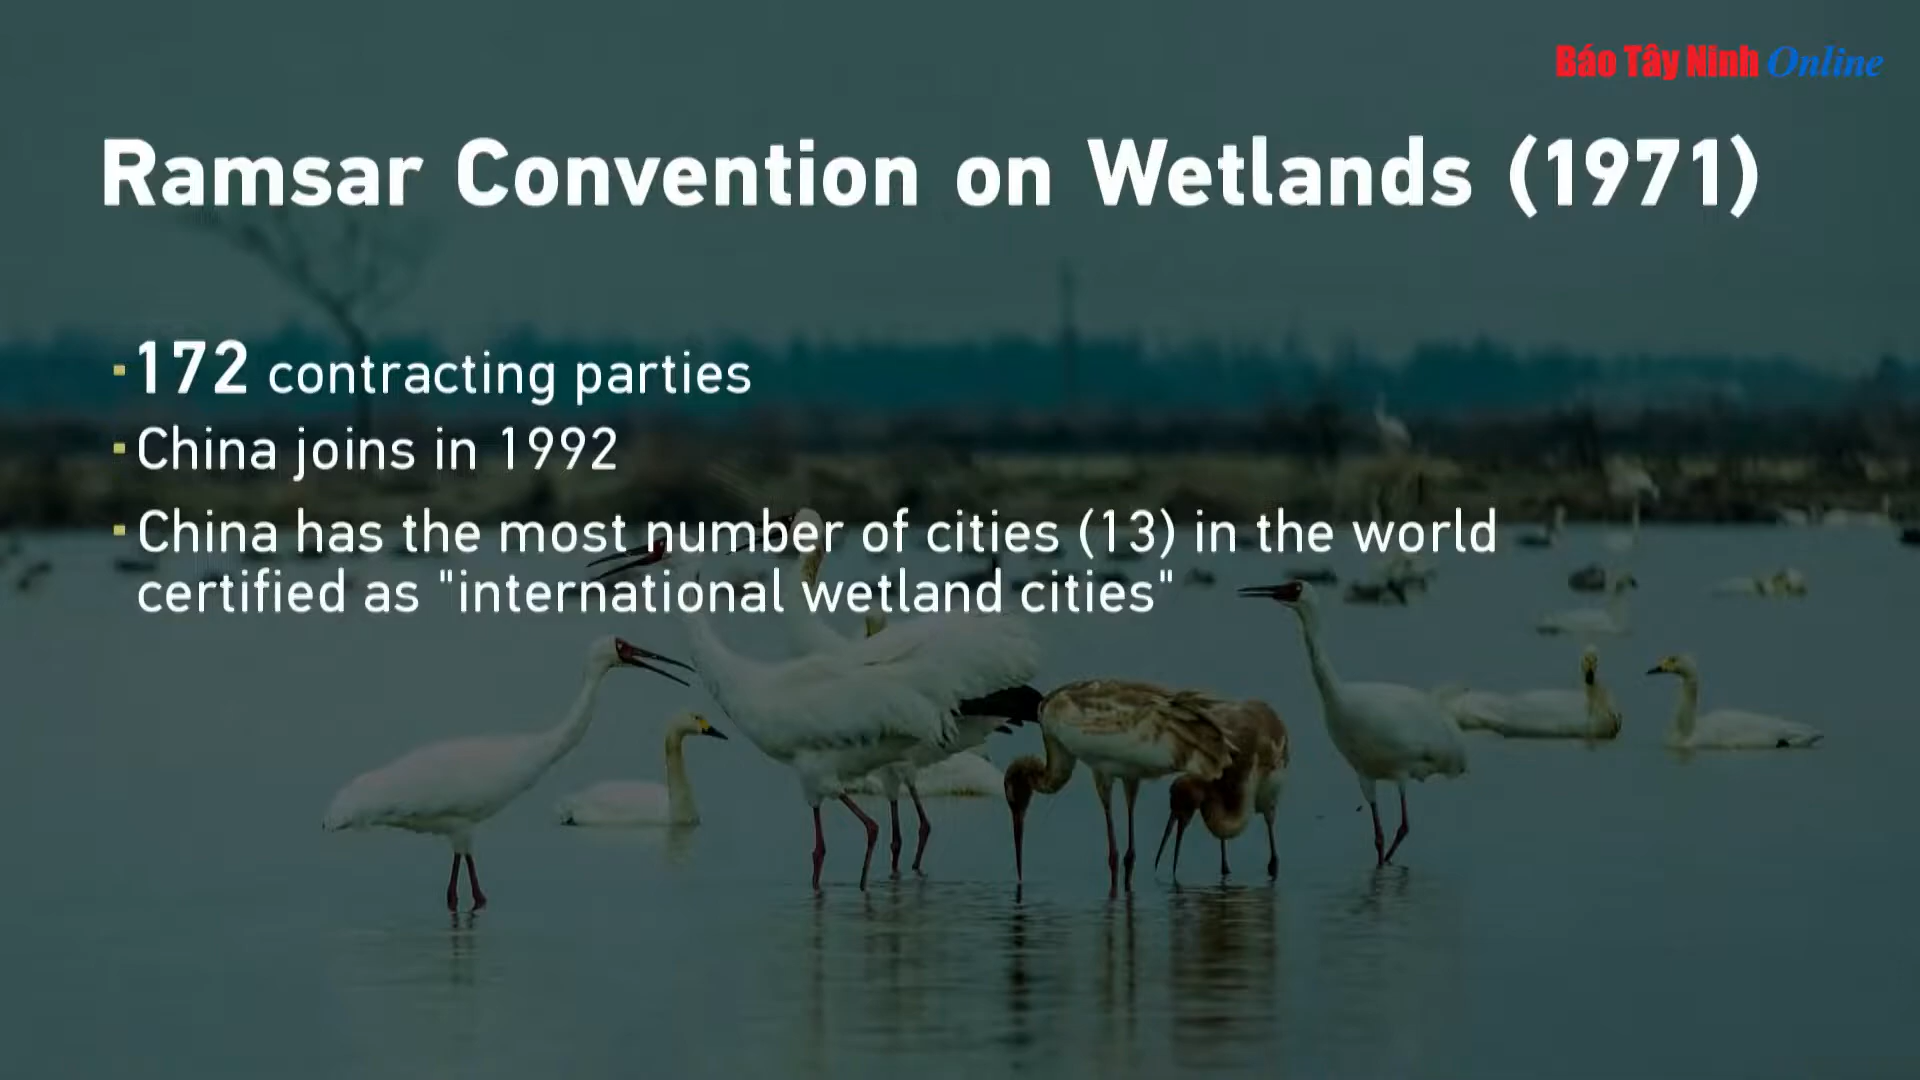 Báo Tây Ninh Online
Ramsar Convention on Wetlands (1971)
172 contracting parties
China joins in 1992
China has the most number of cities (13) in the world
certified as "international wetland cities"